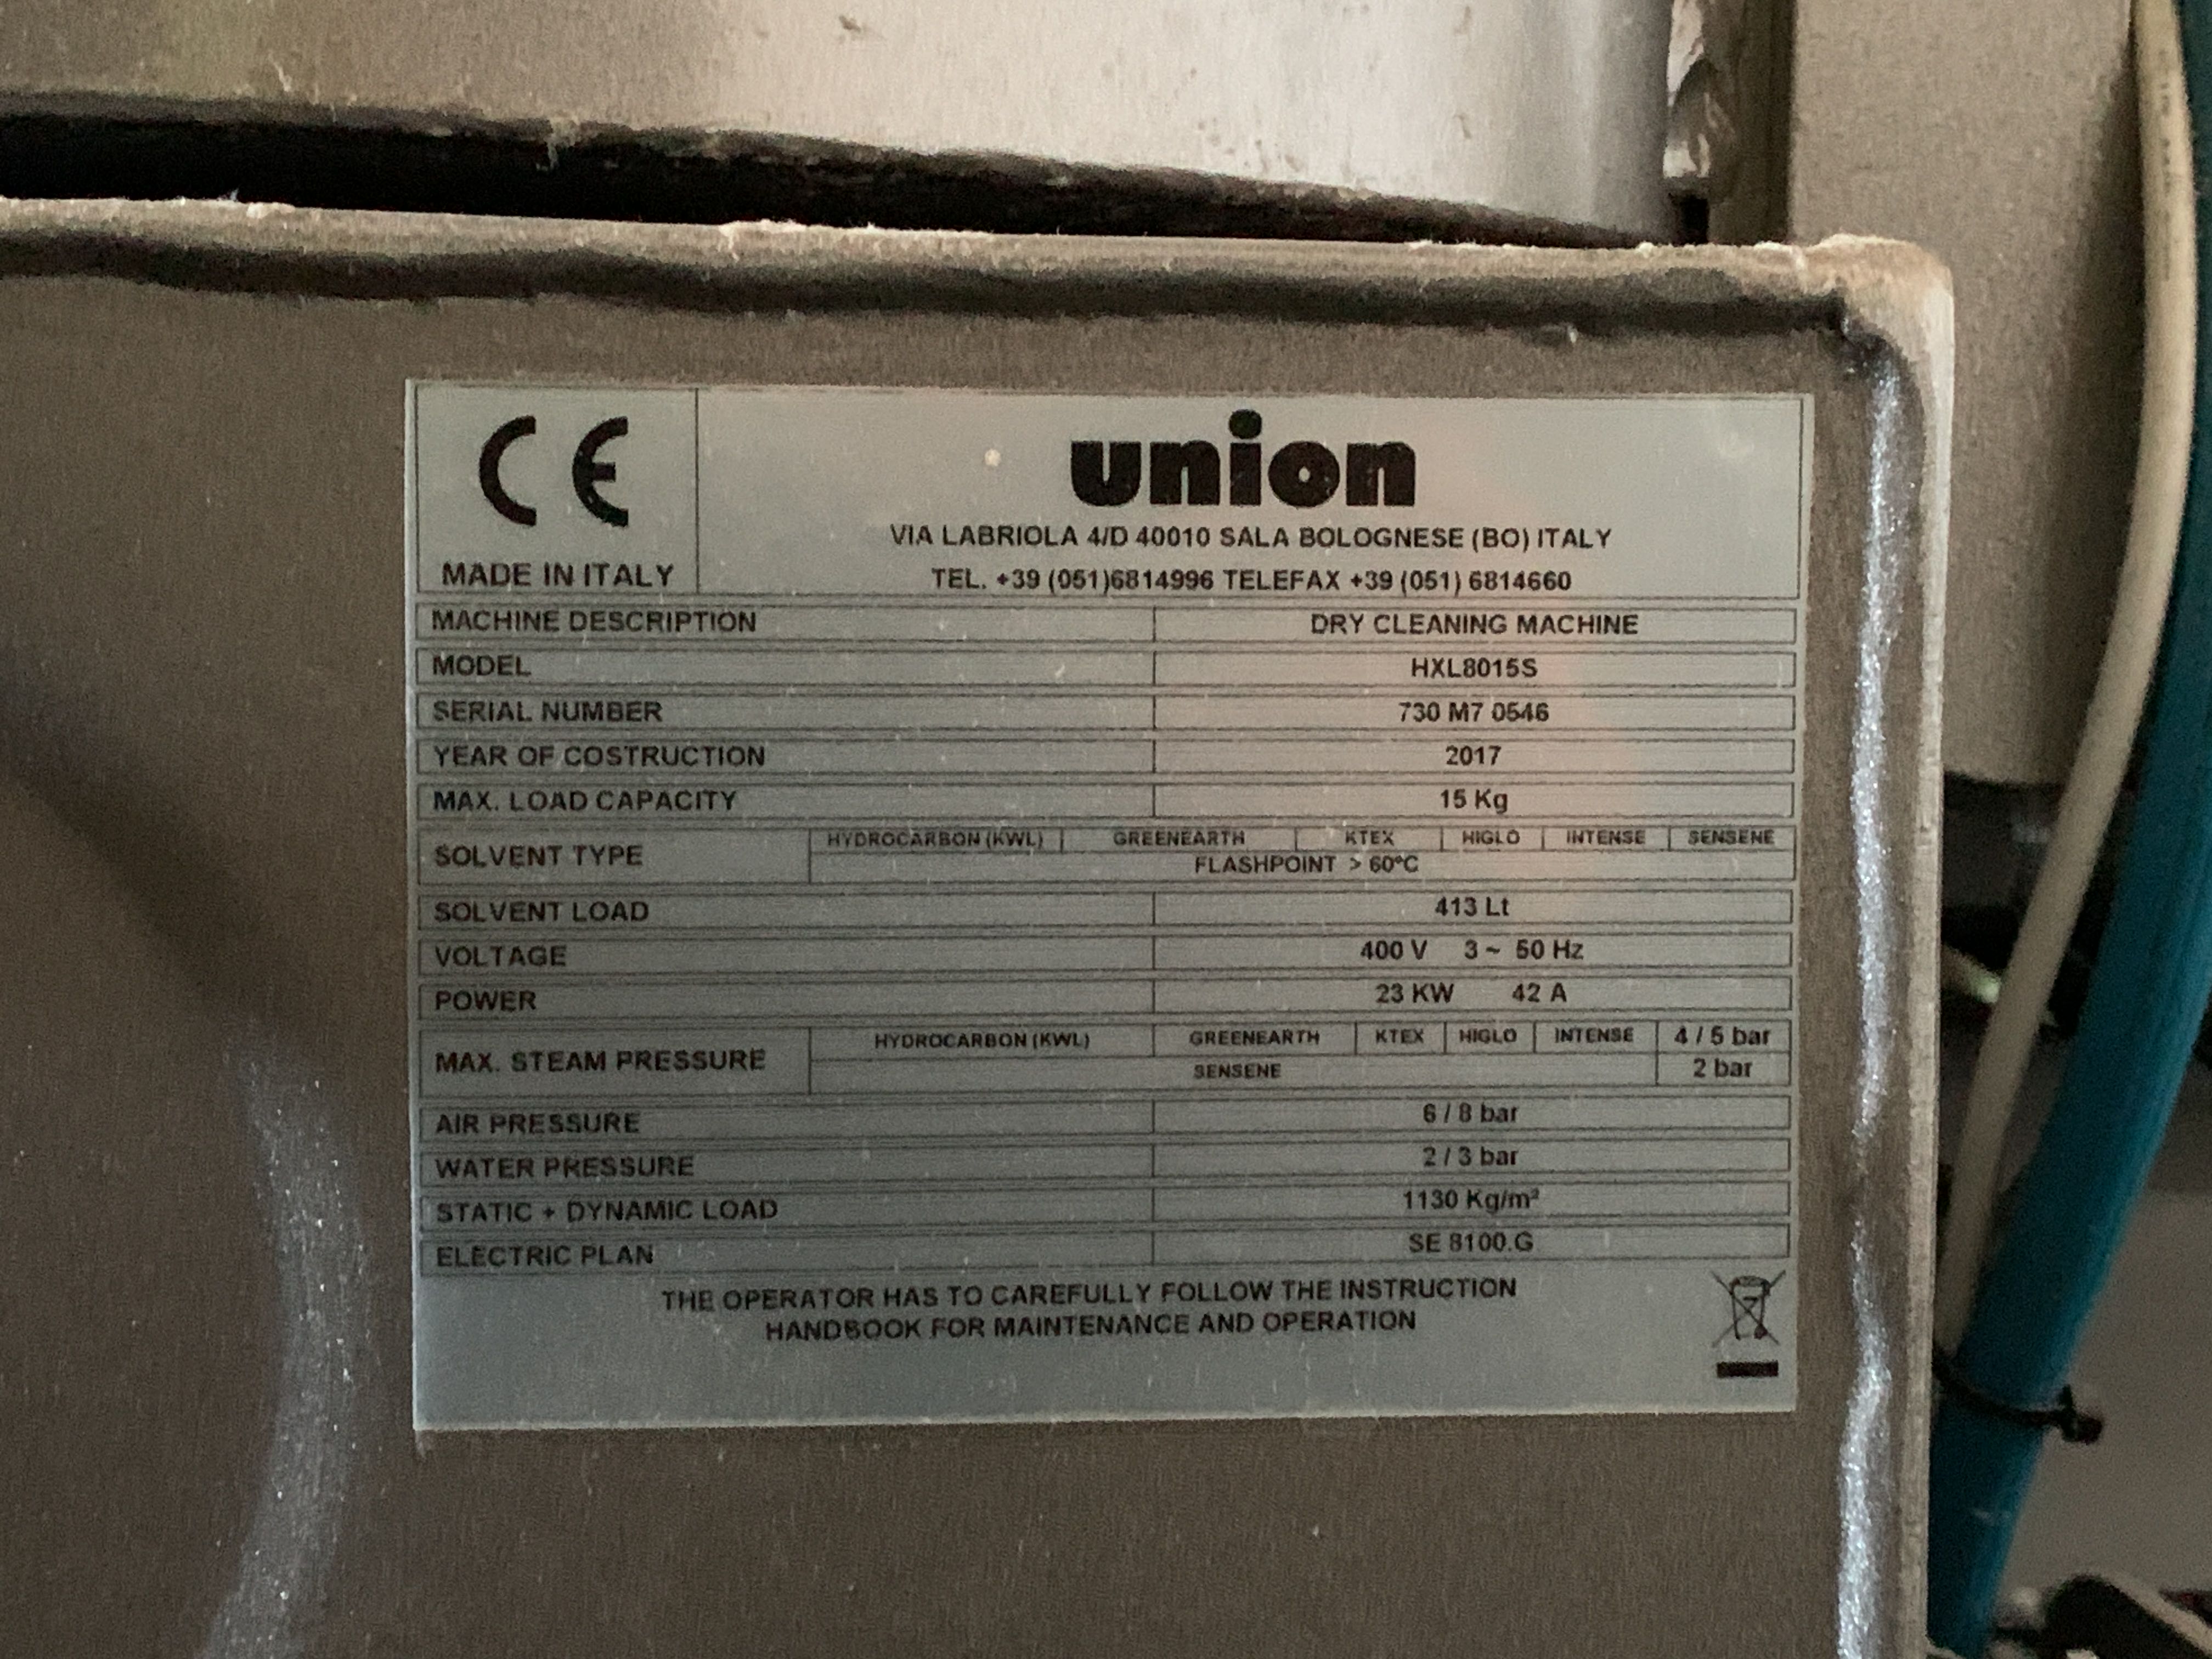 CE
MADE IN ITALY
union
VIA LABRIOLA 4/D 40010 SALA BOLOGNESE (BO) ITALY
TEL. +39 (051)6814996 TELEFAX +39 (051) 6814660
MACHINE DESCRIPTION DRY CLEANING MACHINE
MODEL HXL8015S
SERIAL NUMBER 730 M7 0546
YEAR OF COSTRUCTION 2017
MAX. LOAD CAPACITY 15 Kg
SOLVENT TYPE HYDROCARBON (KWL) GREENEARTH KTEX HIGLO INTENSE SENSENE
FLASHPOINT > 60°C
SOLVENT LOAD 413 Lt
VOLTAGE 400 V 3 ~ 50 Hz
POWER 23 KW 42 A
MAX. STEAM PRESSURE HYDROCARBON (KWL) GREENEARTH KTEX HIGLO INTENSE 4 / 5 bar
SENSENE 2 bar
AIR PRESSURE 6 / 8 bar
WATER PRESSURE 2 / 3 bar
STATIC + DYNAMIC LOAD 1130 Kg/m²
ELECTRIC PLAN SE 8100.G
THE OPERATOR HAS TO CAREFULLY FOLLOW THE INSTRUCTION
HANDBOOK FOR MAINTENANCE AND OPERATION